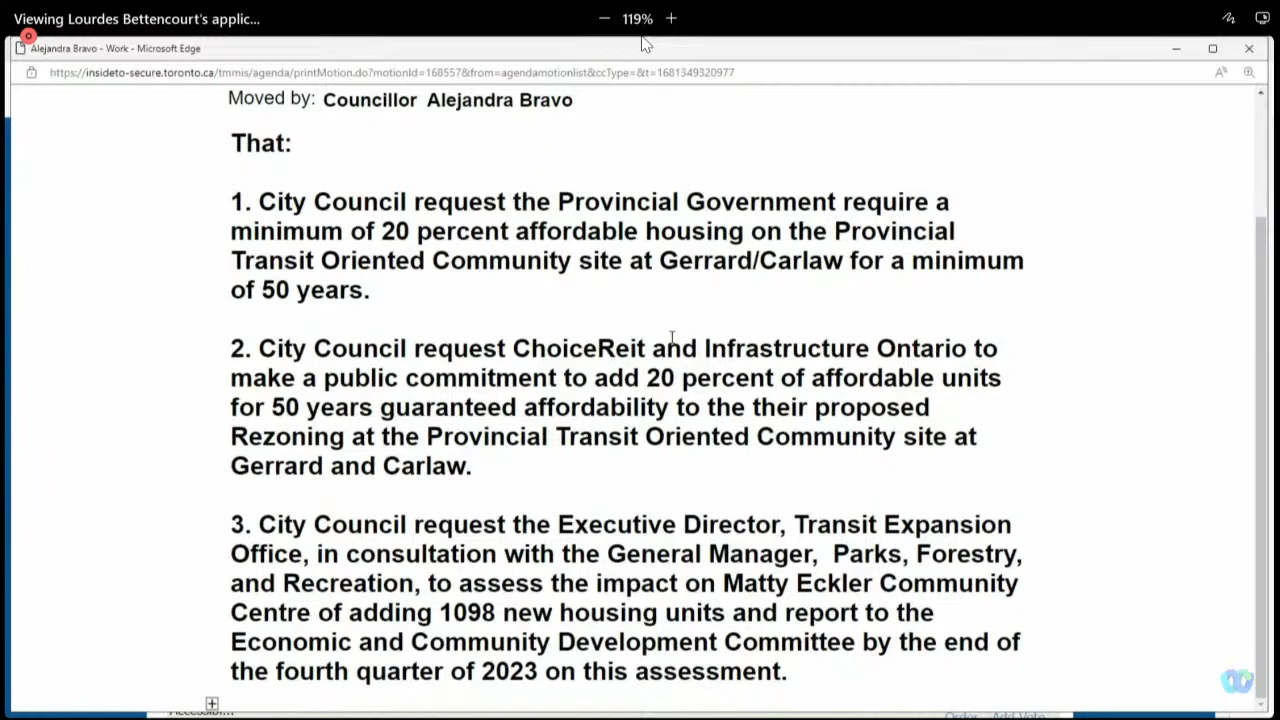 Viewing Lourdes Bettencourt's applic...
119%
Alejandra Bravo - Work - Microsoft Edge
https://insideto-secure.toronto.ca/tmmis/agenda/printMotion.do?motionId=168557&from=agendamotionlist&ccType=&t=1681349320977
Moved by: Councillor Alejandra Bravo
That:
1. City Council request the Provincial Government require a
minimum of 20 percent affordable housing on the Provincial
Transit Oriented Community site at Gerrard/Carlaw for a minimum
of 50 years.
2. City Council request ChoiceReit and Infrastructure Ontario to
make a public commitment to add 20 percent of affordable units
for 50 years guaranteed affordability to the their proposed
Rezoning at the Provincial Transit Oriented Community site at
Gerrard and Carlaw.
3. City Council request the Executive Director, Transit Expansion
Office, in consultation with the General Manager, Parks, Forestry,
and Recreation, to assess the impact on Matty Eckler Community
Centre of adding 1098 new housing units and report to the
Economic and Community Development Committee by the end of
the fourth quarter of 2023 on this assessment.